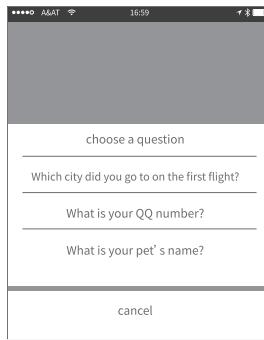 A&AT 16:59
choose a question
Which city did you go to on the first flight?
What is your QQ number?
What is your pet’s name?
cancel